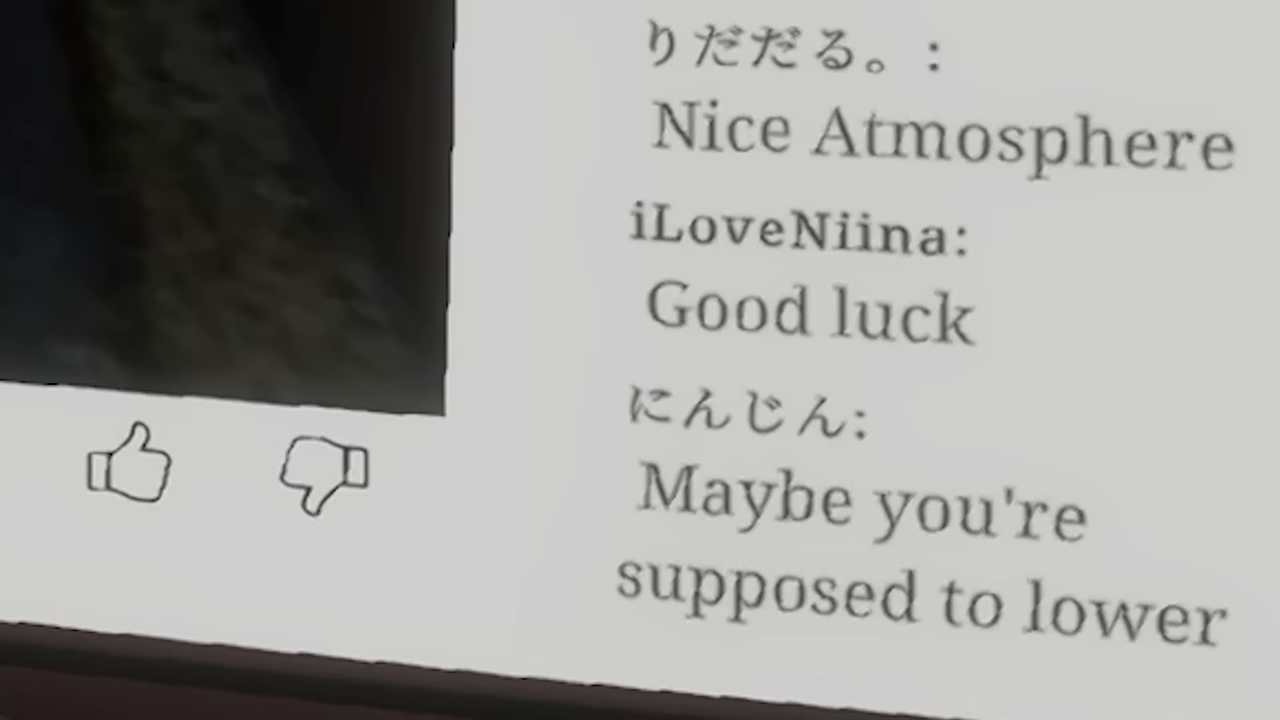 りだだる。:
Nice Atmosphere
iLoveNiina:
Good luck
にんじん:
Maybe you're
supposed to lower